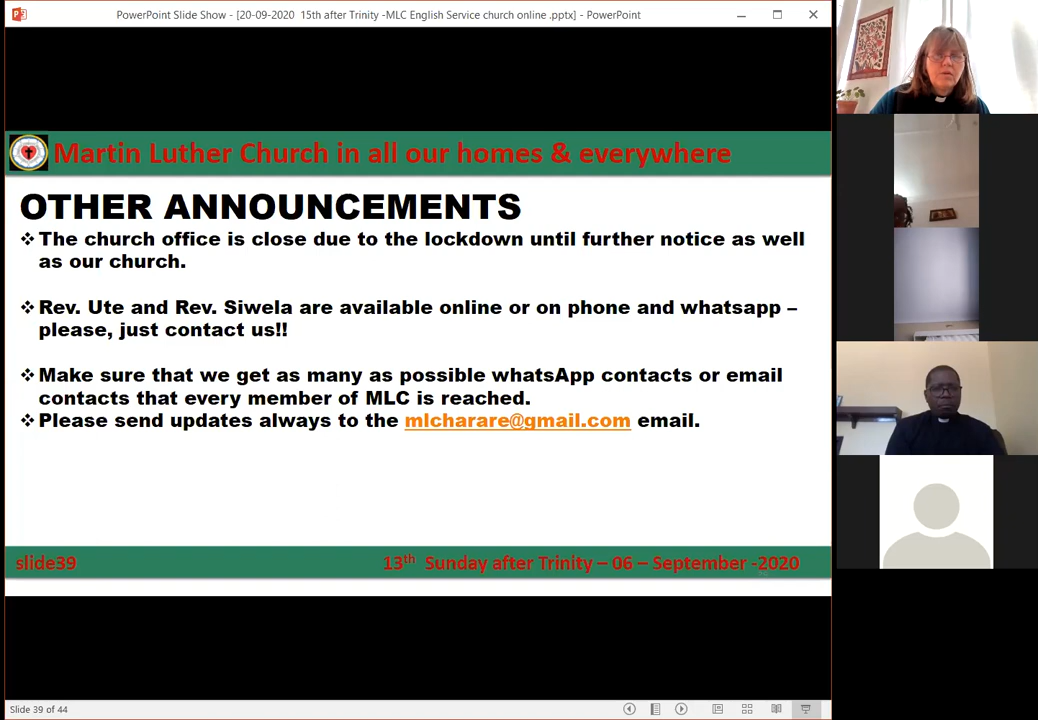 PowerPoint Slide Show - [20-09-2020 15th after Trinity -MLC English Service church online .pptx] - PowerPoint
Martin Luther Church in all our homes & everywhere
OTHER ANNOUNCEMENTS
❖The church office is close due to the lockdown until further notice as well
as our church.
❖Rev. Ute and Rev. Siwela are available online or on phone and whatsapp –
please, just contact us!!
❖Make sure that we get as many as possible whatsApp contacts or email
contacts that every member of MLC is reached.
❖Please send updates always to the mlcharare@gmail.com email.
slide39
13th Sunday after Trinity – 06 – September -2020
Slide 39 of 44